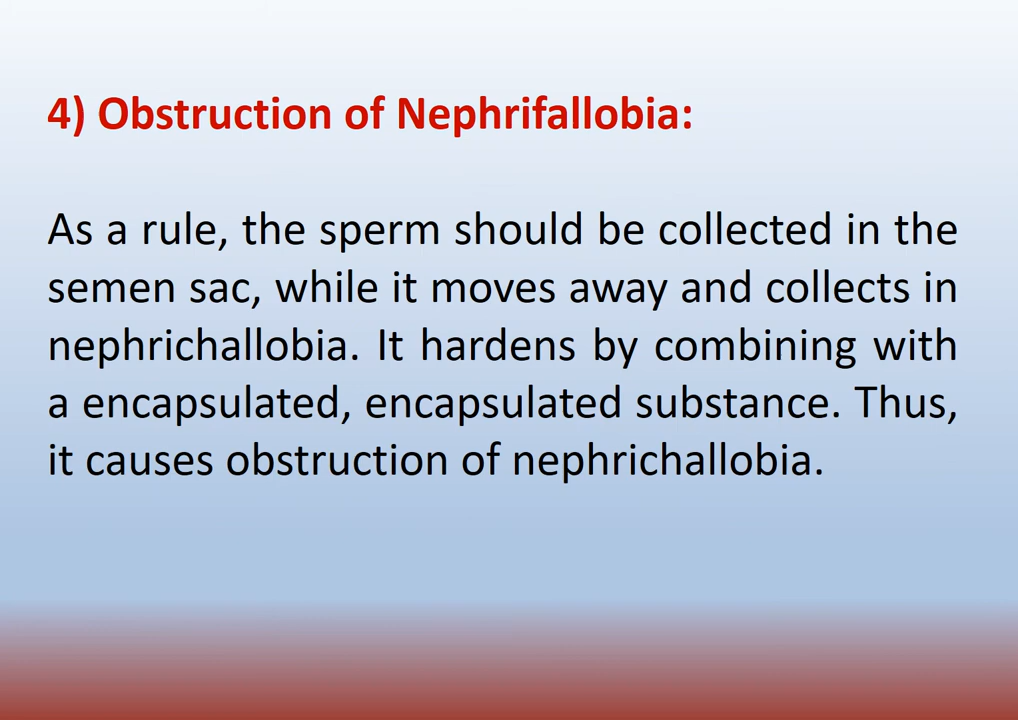 4) Obstruction of Nephrifallobia:
As a rule, the sperm should be collected in the
semen sac, while it moves away and collects in
nephrichallobia. It hardens by combining with
a encapsulated, encapsulated substance. Thus,
it causes obstruction of nephrichallobia.